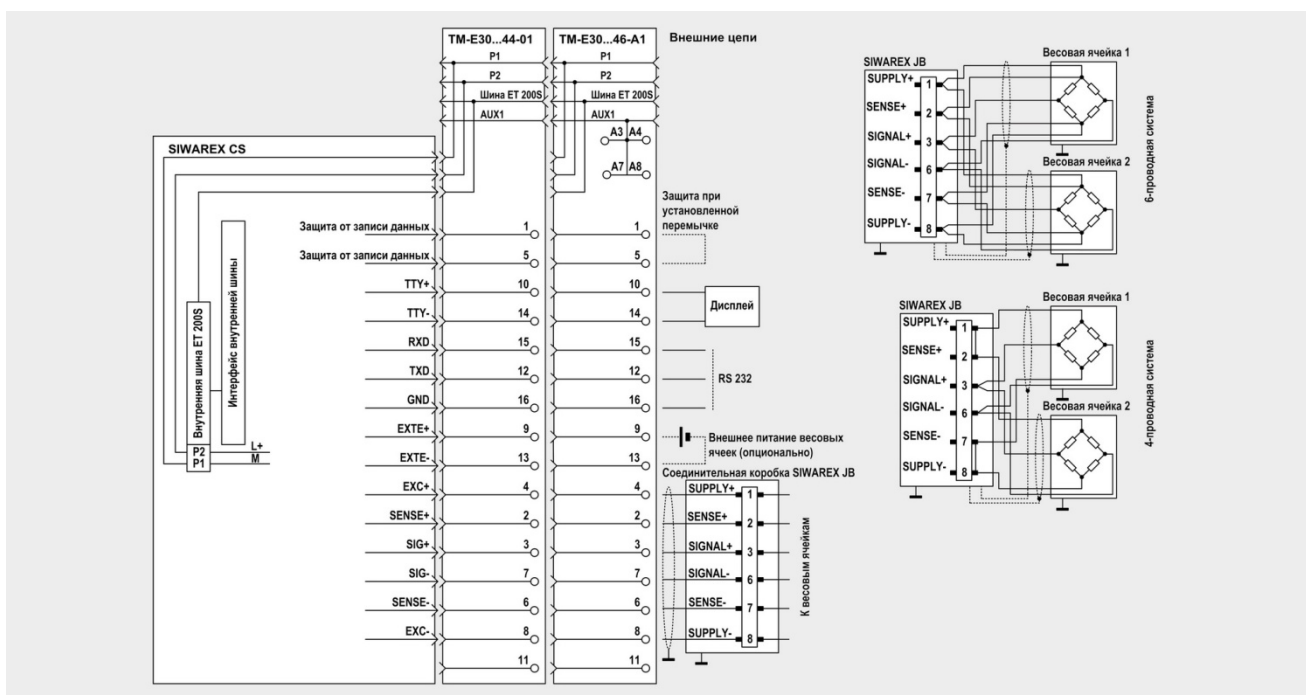 TM-E30...44-01
TM-E30...46-A1
Внешние цепи
P1
P1
P2
P2
Шина ET 200S
Шина ET 200S
AUX1
AUX1
A3 A4
A7 A8
SIWAREX CS
Внутренняя шина ET 200S
Интерфейс внутренней шины
P2
P1
L+
M
Защита от записи данных
1
1
Защита при
установленной
перемычке
Защита от записи данных
5
5
TTY+
10
10
TTY-
14
14
Дисплей
RXD
15
15
TXD
12
12
RS 232
GND
16
16
EXTE+
9
9
Внешнее питание весовых
ячеек (опционально)
EXTE-
13
13
Соединительная коробка SIWAREX JB
EXC+
4
4
SUPPLY+
1
SENSE+
2
2
SENSE+
2
SIG+
3
3
SIGNAL+
3
SIG-
7
7
SIGNAL-
6
SENSE-
6
6
SENSE-
7
EXC-
8
8
SUPPLY-
8
11
11
К весовым ячейкам
SIWAREX JB
Весовая ячейка 1
SUPPLY+
1
SENSE+
2
SIGNAL+
3
SIGNAL-
6
Весовая ячейка 2
SENSE-
7
SUPPLY-
8
6-проводная система
SIWAREX JB
Весовая ячейка 1
SUPPLY+
1
SENSE+
2
SIGNAL+
3
SIGNAL-
6
Весовая ячейка 2
SENSE-
7
SUPPLY-
8
4-проводная система